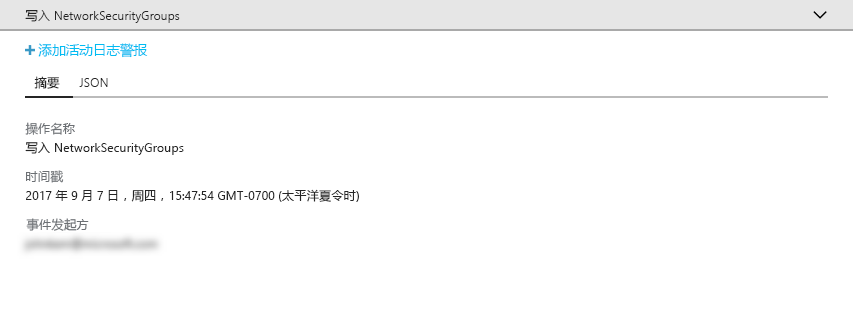 写入 NetworkSecurityGroups
添加活动日志警报
摘要 JSON
操作名称
写入 NetworkSecurityGroups
时间戳
2017 年 9 月 7 日，周四，15:47:54 GMT-0700 (太平洋夏令时)
事件发起方